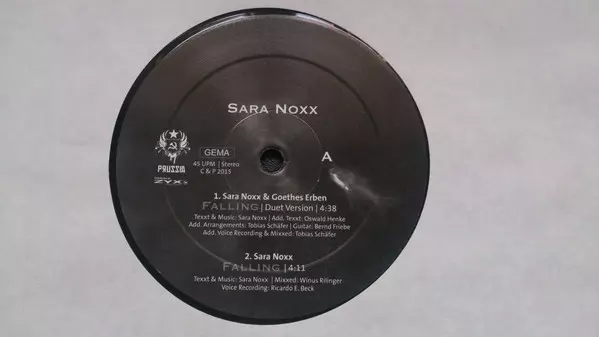 SARA NOXX
PRUSSIA
ZYX
GEMA
45 UPM | Stereo
C & P 2015
A
1. Sara Noxx & Goethes Erben
FALLING | Duet Version | 4:38
Texxt & Music: Sara Noxx | Add. Texxt: Oswald Henke
Add. Arrangements: Tobias Schäfer | Guitar: Bernd Friebe
Add. Voice Recording & Mixxed: Tobias Schäfer
2. Sara Noxx
FALLING | 4:11
Texxt & Music: Sara Noxx | Mixxed: Winus Rilinger
Voice Recording: Ricardo E. Beck